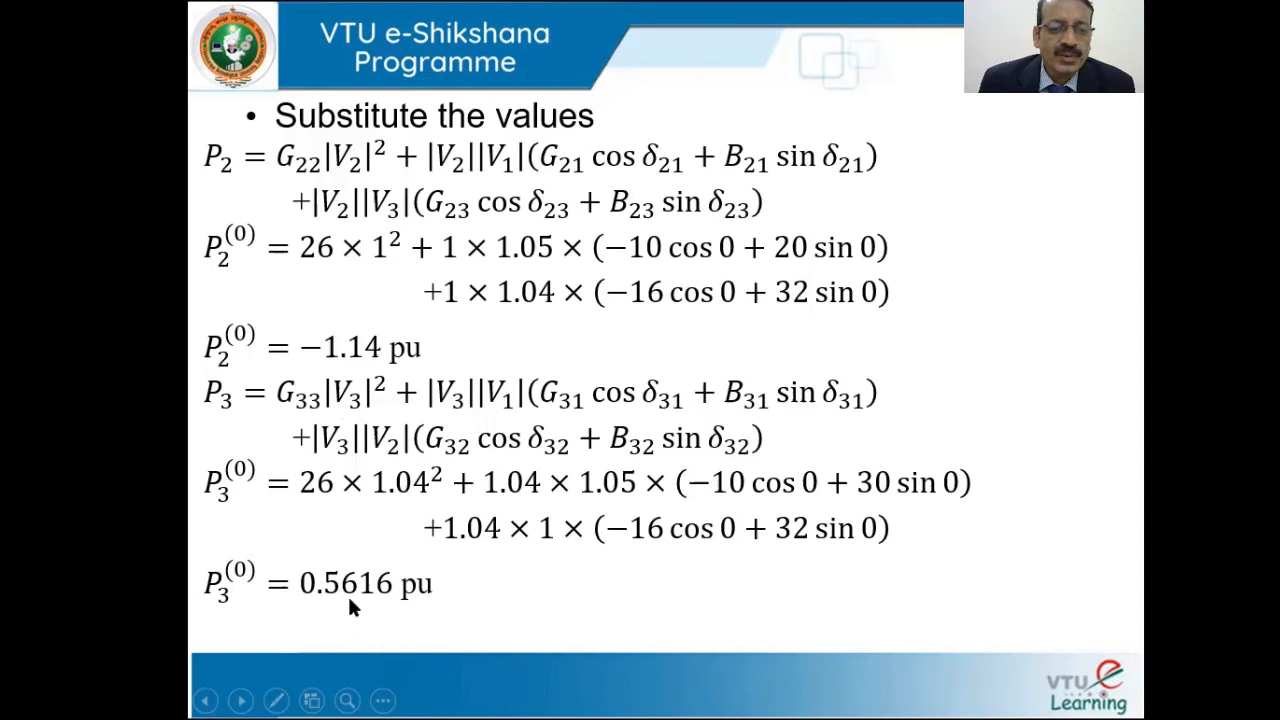 VTU e-Shikshana
Programme
• Substitute the values
P₂ = G₂₂|V₂|² + |V₂||V₁|(G₂₁ cos δ₂₁ + B₂₁ sin δ₂₁)
+|V₂||V₃|(G₂₃ cos δ₂₃ + B₂₃ sin δ₂₃)
P₂⁽⁰⁾ = 26 × 1² + 1 × 1.05 × (−10 cos 0 + 20 sin 0)
+1 × 1.04 × (−16 cos 0 + 32 sin 0)
P₂⁽⁰⁾ = −1.14 pu
P₃ = G₃₃|V₃|² + |V₃||V₁|(G₃₁ cos δ₃₁ + B₃₁ sin δ₃₁)
+|V₃||V₂|(G₃₂ cos δ₃₂ + B₃₂ sin δ₃₂)
P₃⁽⁰⁾ = 26 × 1.04² + 1.04 × 1.05 × (−10 cos 0 + 30 sin 0)
+1.04 × 1 × (−16 cos 0 + 32 sin 0)
P₃⁽⁰⁾ = 0.5616 pu
VTU e
Learning